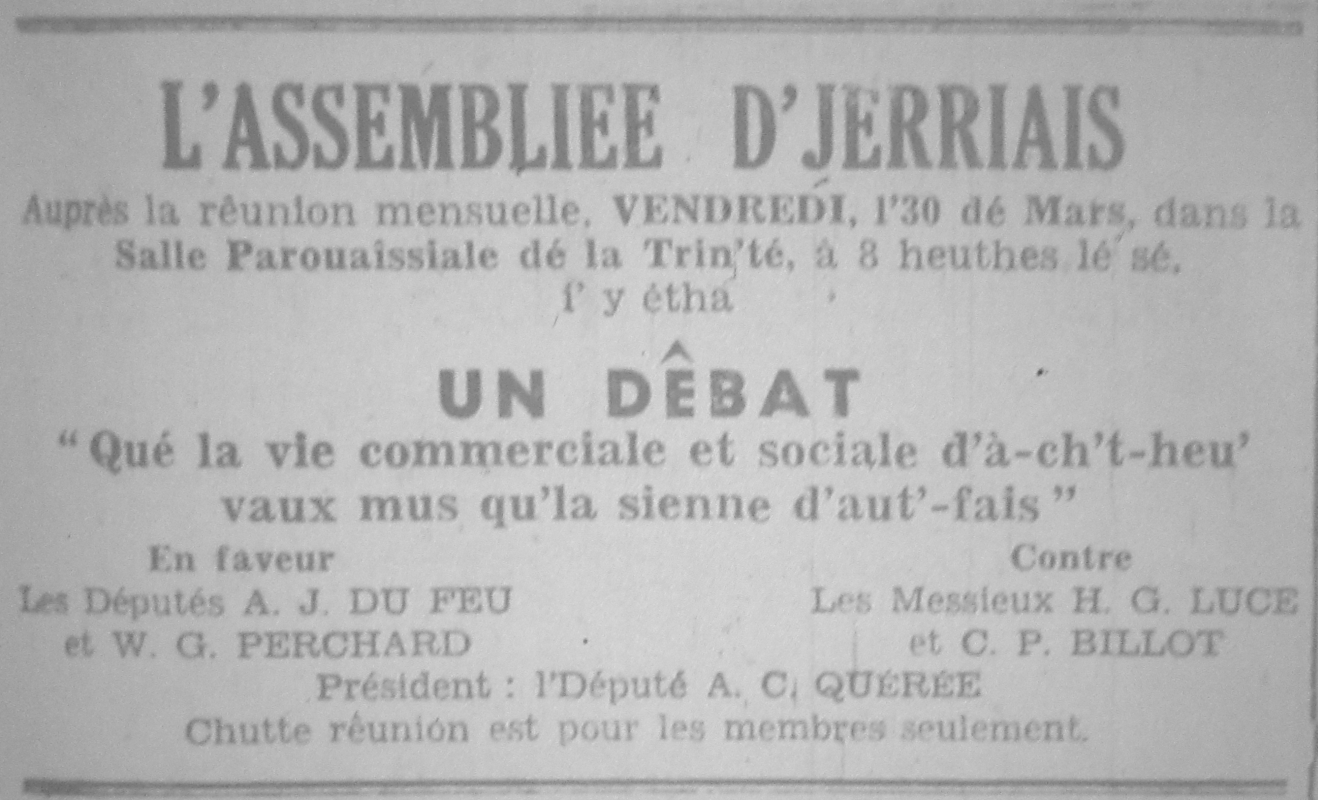 L'ASSEMBLIEE D'JERRIAIS
Auprès la rêunion mensuelle, VENDREDI, l'30 dé Mars, dans la
Salle Parouaîssiale dé la Trin'té, à 8 heuthes lé sé,
I' y étha
UN DÊBAT
“Qué la vie commerciale et sociale d'à-ch't-heu'
vaux mus qu'la sienne d'aut'-fais”
En faveur
Contre
Les Députés A. J. DU FEU
Les Messieux H. G. LUCE
et W. G. PERCHARD
et C. P. BILLOT
Président : l'Député A. C. QUÉRÉE
Chutte rêunion est pour les membres seulement.